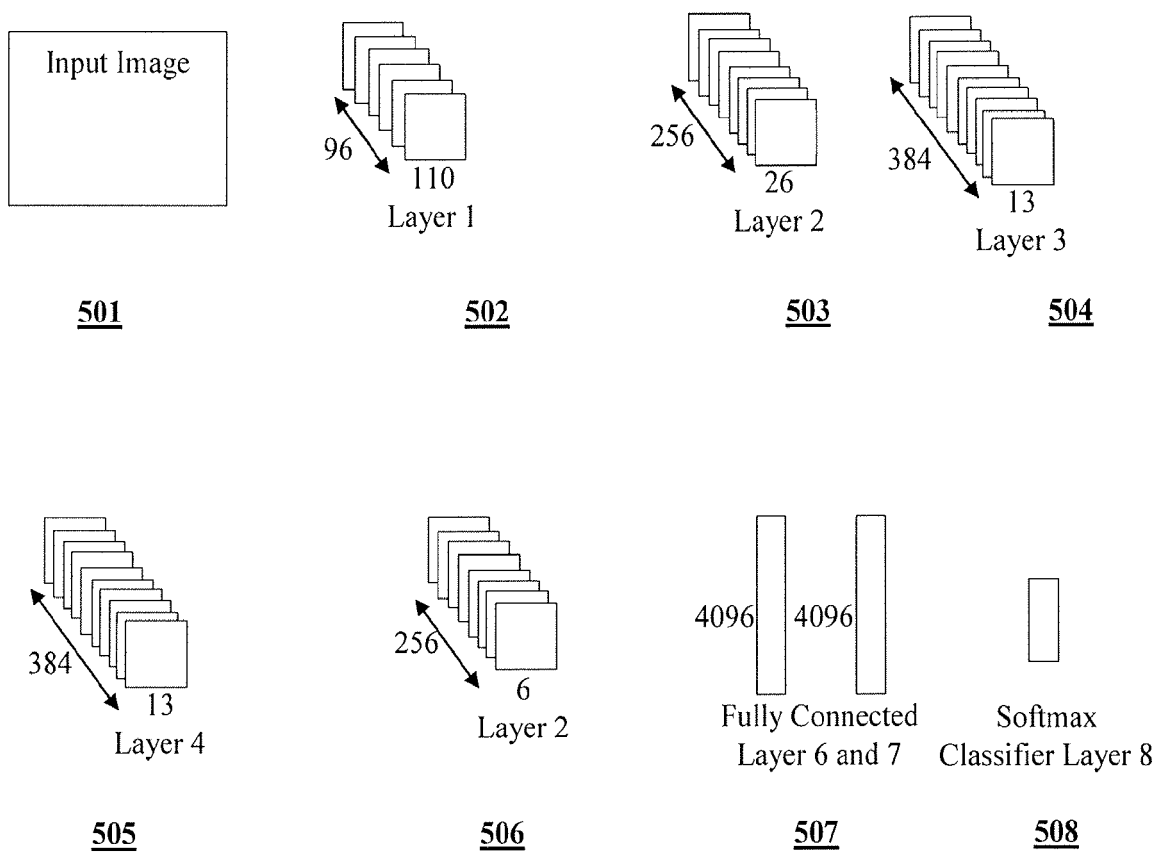 Input Image
96
110
Layer 1
256
26
Layer 2
384
13
Layer 3
501
502
503
504
384
13
Layer 4
256
6
Layer 2
4096
4096
Fully Connected
Layer 6 and 7
Softmax
Classifier Layer 8
505
506
507
508